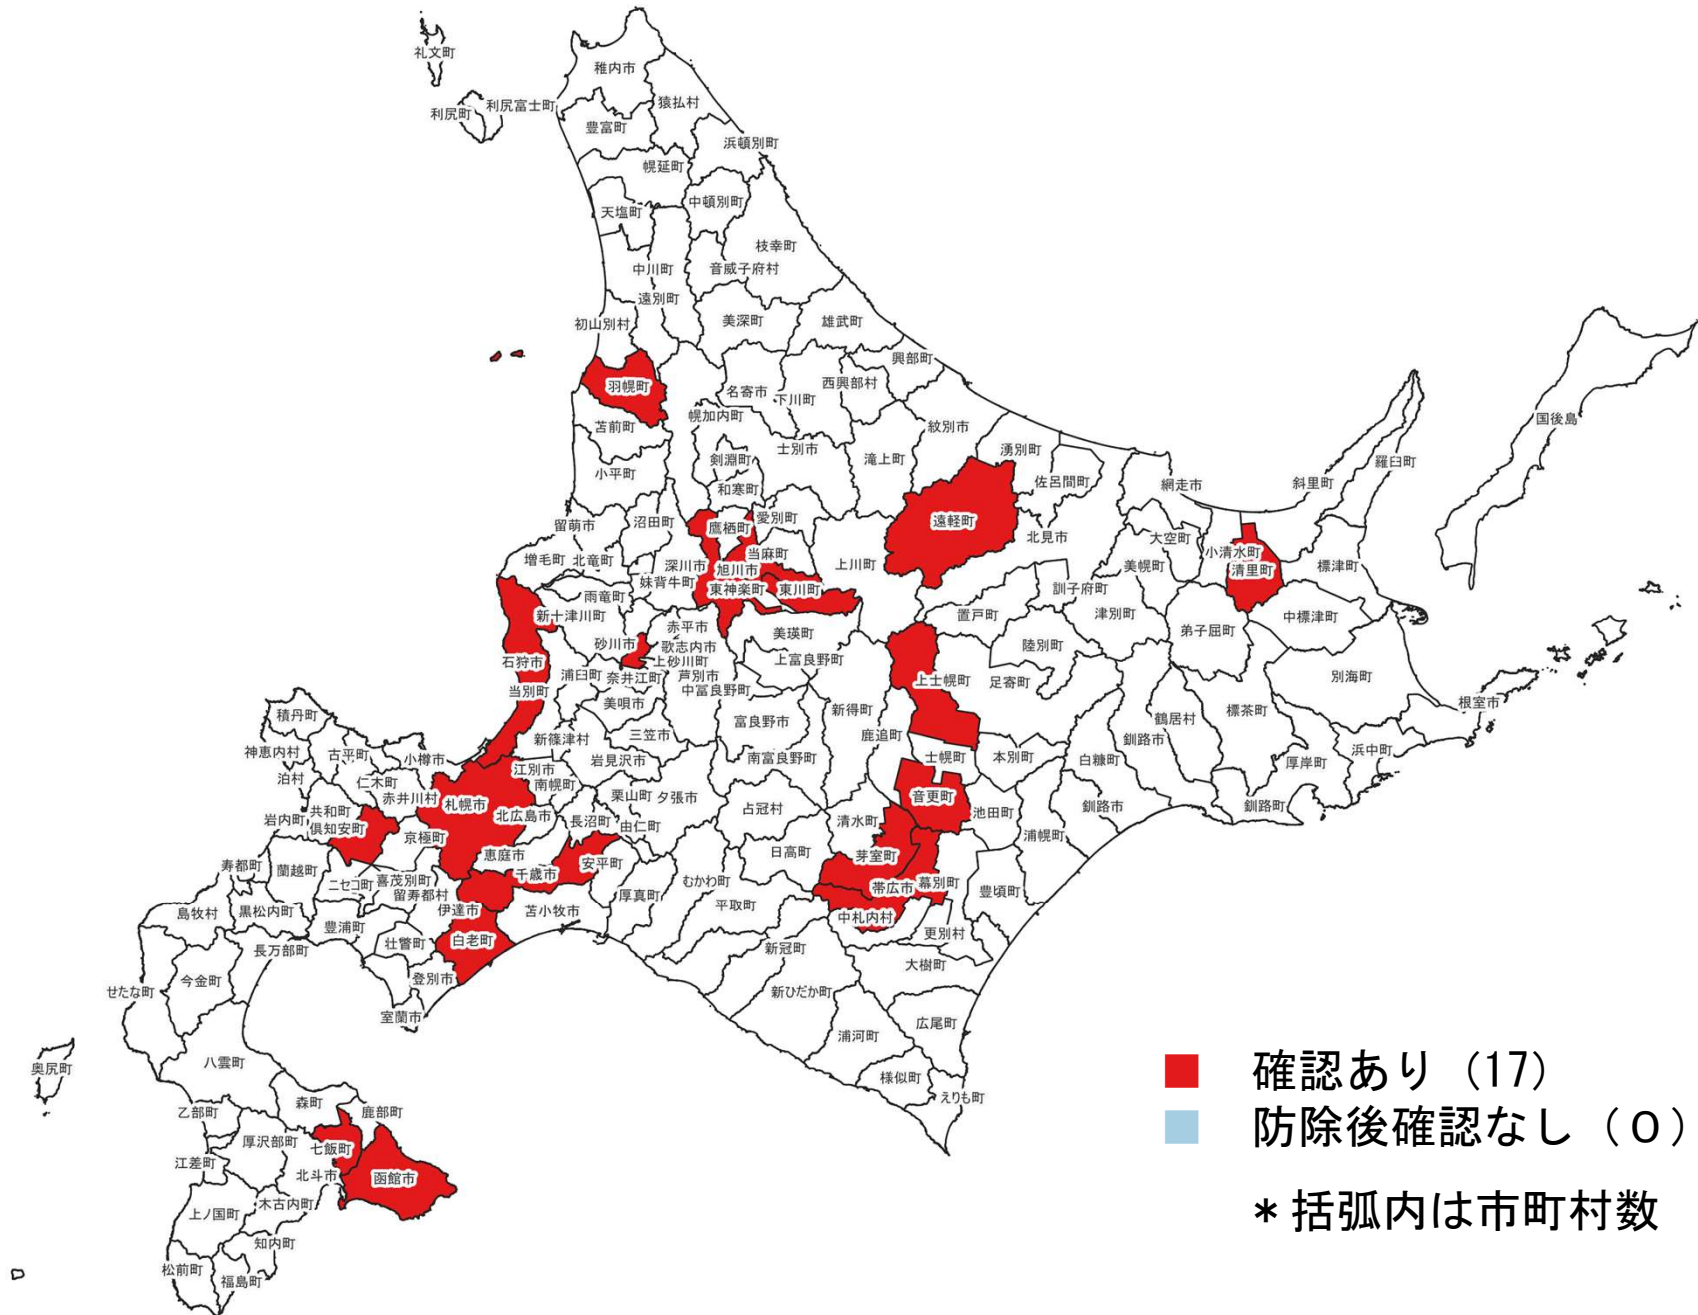 礼文町
稚内市
利尻町
利尻富士町
猿払村
豊富町
浜頓別町
幌延町
中頓別町
天塩町
枝幸町
中川町
音威子府村
遠別町
初山別村
美深町
雄武町
興部町
羽幌町
名寄市
下川町
西興部村
国後島
苫前町
幌加内町
紋別市
士別市
湧別町
滝上町
羅臼町
小平町
剣淵町
佐呂間町
網走市
斜里町
和寒町
留萌市
沼田町
鷹栖町
愛別町
遠軽町
北見市
大空町
小清水町
増毛町
北竜町
深川市
旭川市
当麻町
上川町
美幌町
清里町
標津町
妹背牛町
東神楽町
東川町
訓子府町
雨竜町
新十津川町
置戸町
津別町
中標津町
赤平市
美瑛町
弟子屈町
砂川市
歌志内市
陸別町
石狩市
上砂川町
上富良野町
浦臼町
奈井江町
芦別市
上士幌町
足寄町
別海町
当別町
中富良野町
美唄市
新得町
標茶町
根室市
積丹町
富良野市
鶴居村
三笠市
鹿追町
釧路市
神恵内村
古平町
小樽市
新篠津村
岩見沢市
南富良野町
士幌町
本別町
白糠町
浜中町
厚岸町
泊村
仁木町
江別市
南幌町
赤井川村
札幌市
栗山町
夕張市
音更町
釧路市
釧路町
岩内町
共和町
倶知安町
北広島市
長沼町
由仁町
占冠村
清水町
池田町
浦幌町
京極町
寿都町
蘭越町
恵庭市
千歳市
安平町
日高町
芽室町
ニセコ町
喜茂別町
留寿都村
むかわ町
帯広市
幕別町
豊頃町
島牧村
黒松内町
伊達市
苫小牧市
厚真町
平取町
中札内村
豊浦町
壮瞥町
白老町
更別村
長万部町
新冠町
大樹町
せたな町
今金町
登別市
新ひだか町
室蘭市
広尾町
浦河町
奥尻町
八雲町
様似町
えりも町
森町
鹿部町
乙部町
厚沢部町
七飯町
江差町
北斗市
函館市
上ノ国町
木古内町
知内町
松前町
福島町
確認あり (17)
防除後確認なし (０)
＊括弧内は市町村数